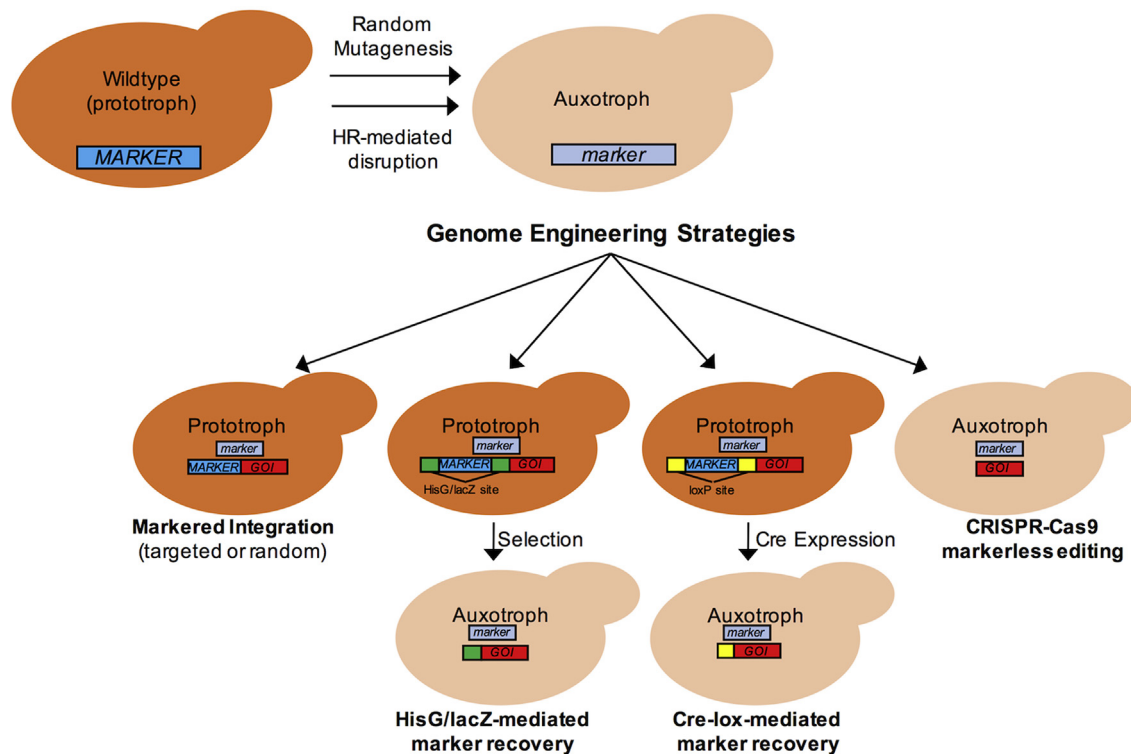 Wildtype
(prototroph)
MARKER
Random
Mutagenesis
HR-mediated
disruption
Auxotroph
marker
Genome Engineering Strategies
Prototroph
marker
MARKER GOI
Markered Integration
(targeted or random)
Prototroph
marker
MARKER GOI
HisG/lacZ site
Selection
Auxotroph
marker
GOI
HisG/lacZ-mediated
marker recovery
Prototroph
marker
MARKER GOI
loxP site
Cre Expression
Auxotroph
marker
GOI
Cre-lox-mediated
marker recovery
Auxotroph
marker
GOI
CRISPR-Cas9
markerless editing